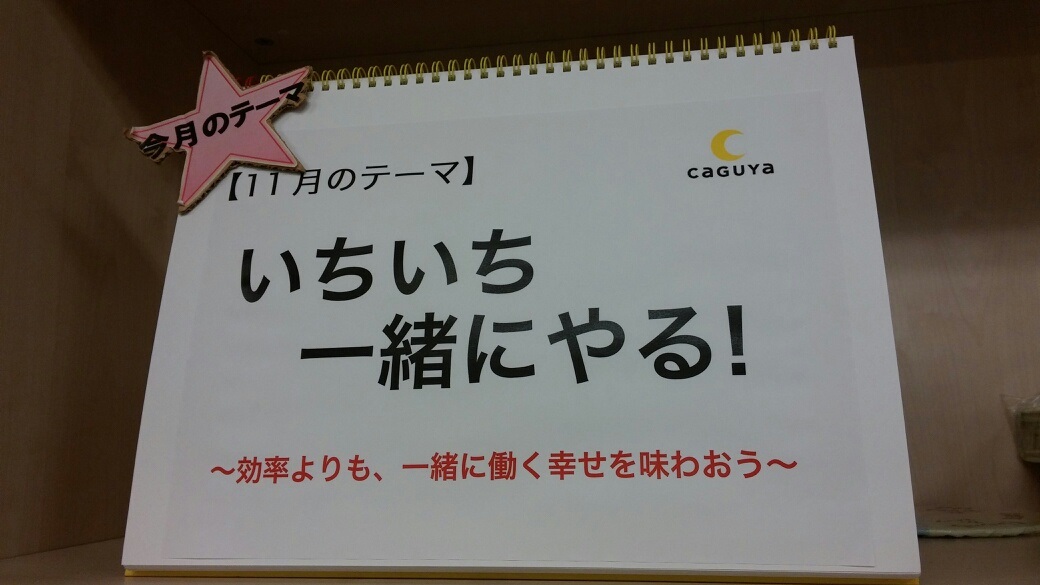 今月のテーマ
【11月のテーマ】
caGUYa
いちいち
一緒にやる!
～効率よりも、一緒に働く幸せを味わおう～